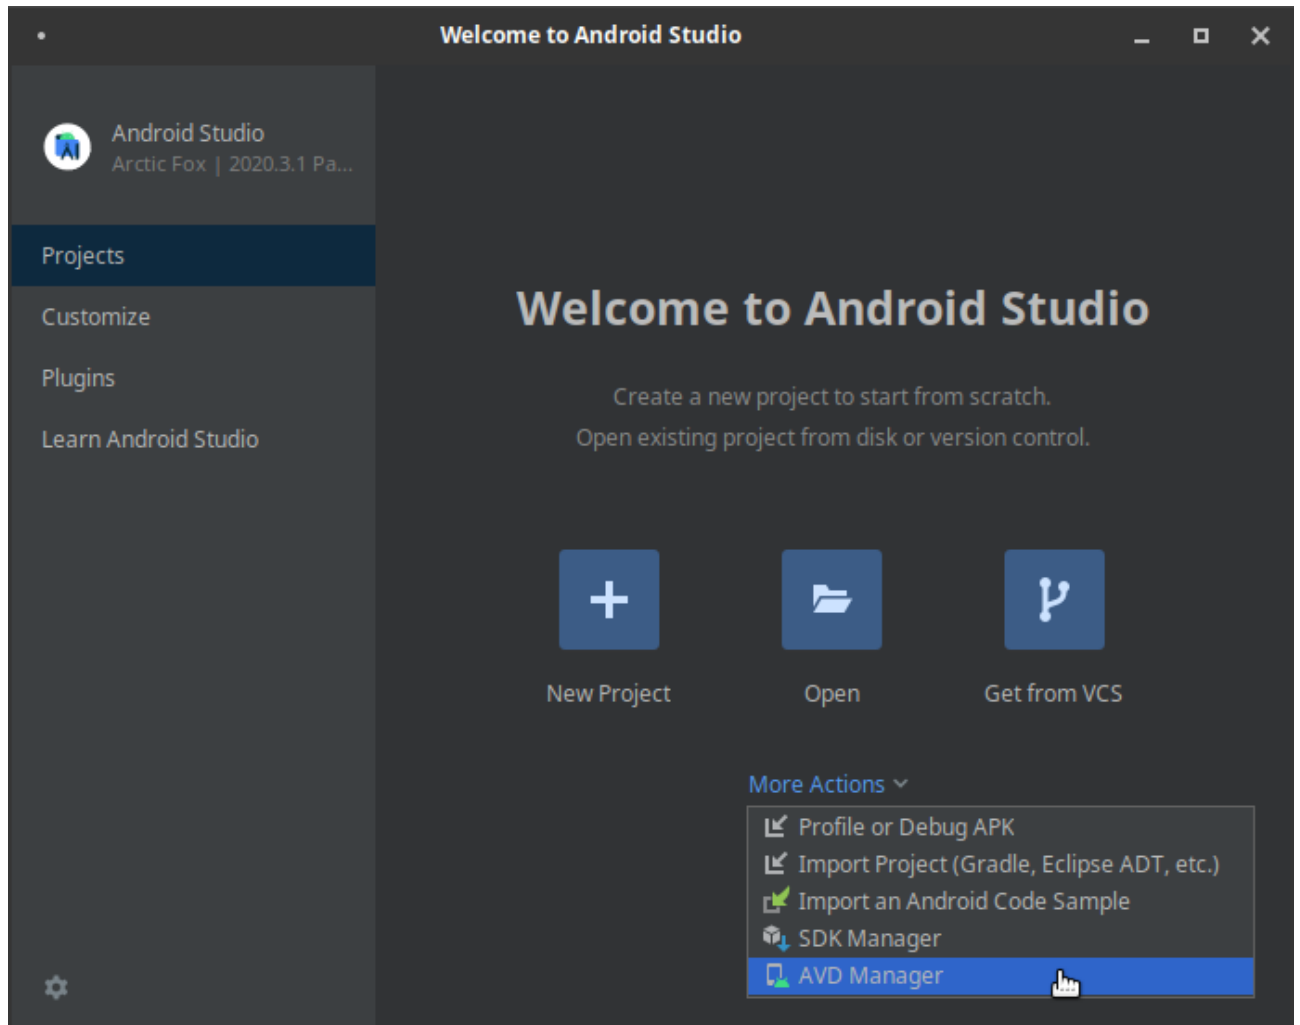 Welcome to Android Studio
Android Studio
Arctic Fox | 2020.3.1 Pa...
Projects
Customize
Plugins
Learn Android Studio
Welcome to Android Studio
Create a new project to start from scratch.
Open existing project from disk or version control.
New Project
Open
Get from VCS
More Actions
Profile or Debug APK
Import Project (Gradle, Eclipse ADT, etc.)
Import an Android Code Sample
SDK Manager
AVD Manager